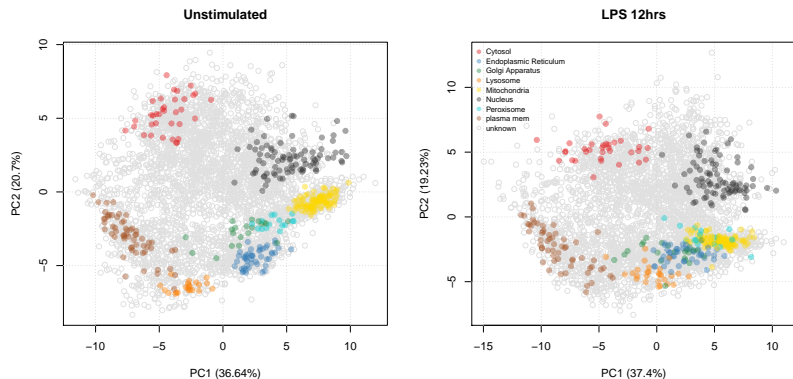 Unstimulated
10
5
0
−5
PC2 (20.7%)
−10
−5
0
5
10
PC1 (36.64%)
LPS 12hrs
Cytosol
Endoplasmic Reticulum
Golgi Apparatus
Lysosome
Mitochondria
Nucleus
Peroxisome
plasma mem
unknown
10
5
0
−5
PC2 (19.23%)
−15
−10
−5
0
5
10
PC1 (37.4%)